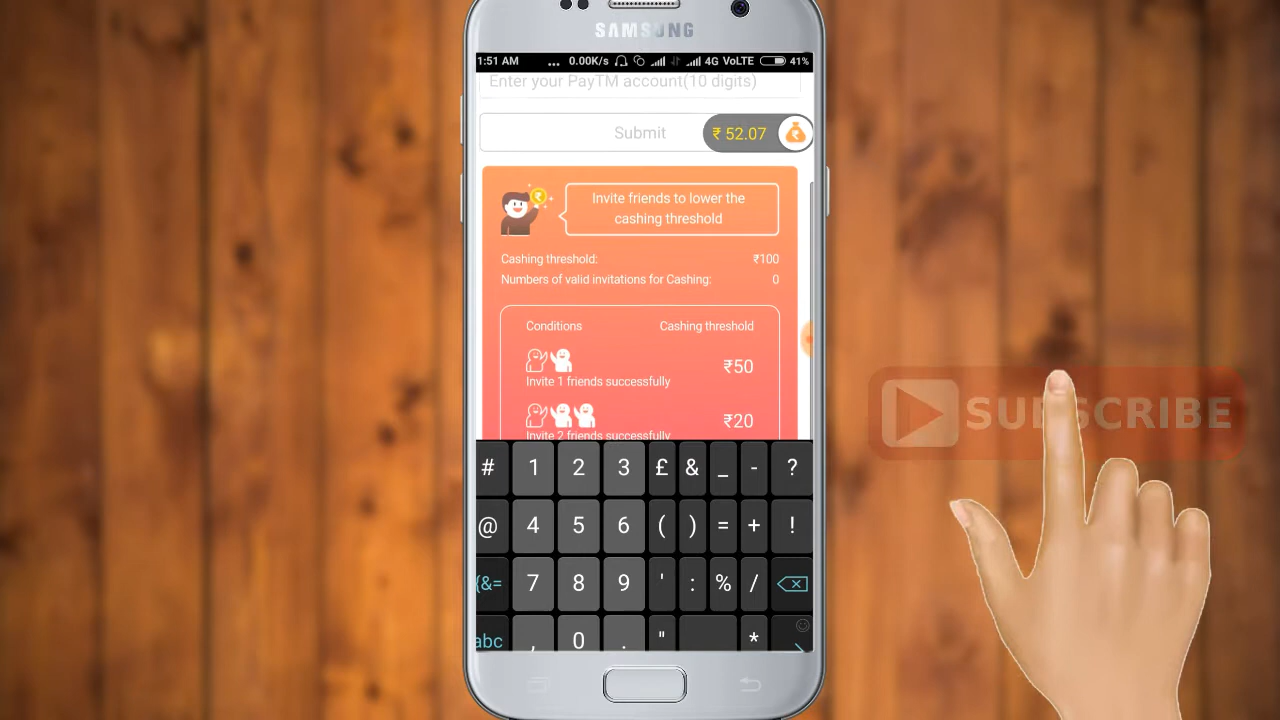 SAMSUNG
1:51 AM ... 0.00K/s 4G VoLTE 41%
Enter your PayTM account(10 digits)
Submit
₹ 52.07
Invite friends to lower the
cashing threshold
Cashing threshold: ₹100
Numbers of valid invitations for Cashing: 0
Conditions Cashing threshold
₹50
Invite 1 friends successfully
₹20
Invite 2 friends successfully
SUBSCRIBE
# 1 2 3 £ & _ - ?
@ 4 5 6 ( ) = + !
{&= 7 8 9 ' : % /
abc , 0 . " *